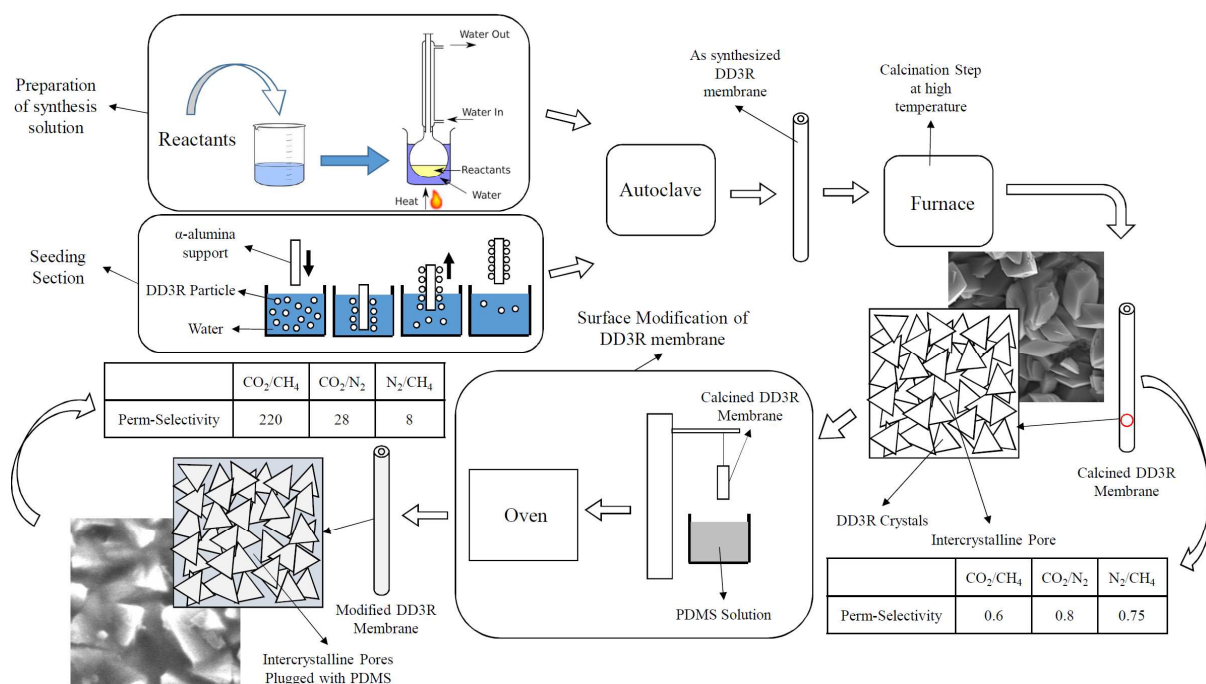 Preparation
of synthesis
solution
Reactants
Water Out
Water In
Reactants
Water
Heat
Seeding
Section
α-alumina
support
DD3R Particle
Water
Autoclave
As synthesized
DD3R
membrane
Calcination Step
at high
temperature
Furnace
Calcined DD3R
Membrane
DD3R Crystals
Intercrystalline Pore
CO₂/CH₄ CO₂/N₂ N₂/CH₄
Perm-Selectivity 0.6 0.8 0.75
Surface Modification of
DD3R membrane
Calcined DD3R
Membrane
PDMS Solution
Oven
Modified DD3R
Membrane
Intercrystalline Pores
Plugged with PDMS
CO₂/CH₄ CO₂/N₂ N₂/CH₄
Perm-Selectivity 220 28 8